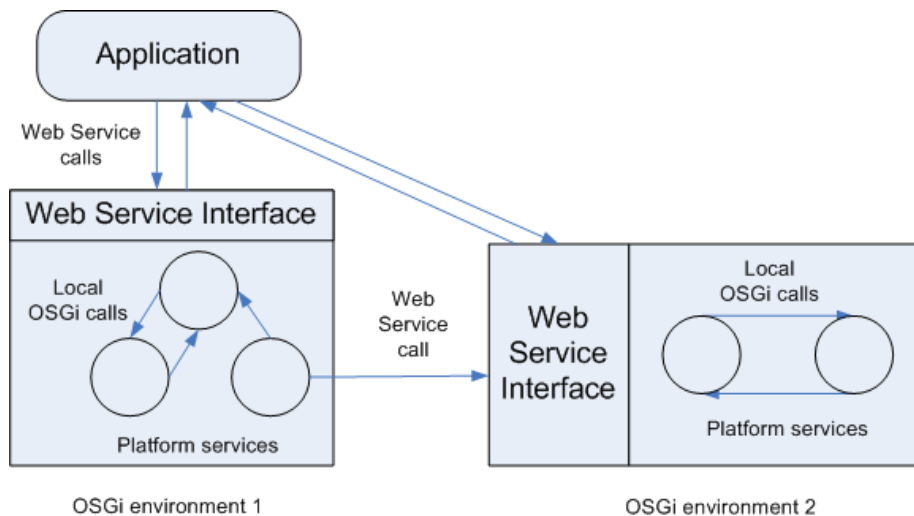 Application
Web Service
calls
Web Service Interface
Local
OSGi calls
Platform services
OSGi environment 1
Web
Service
call
Web
Service
Interface
Local
OSGi calls
Platform services
OSGi environment 2